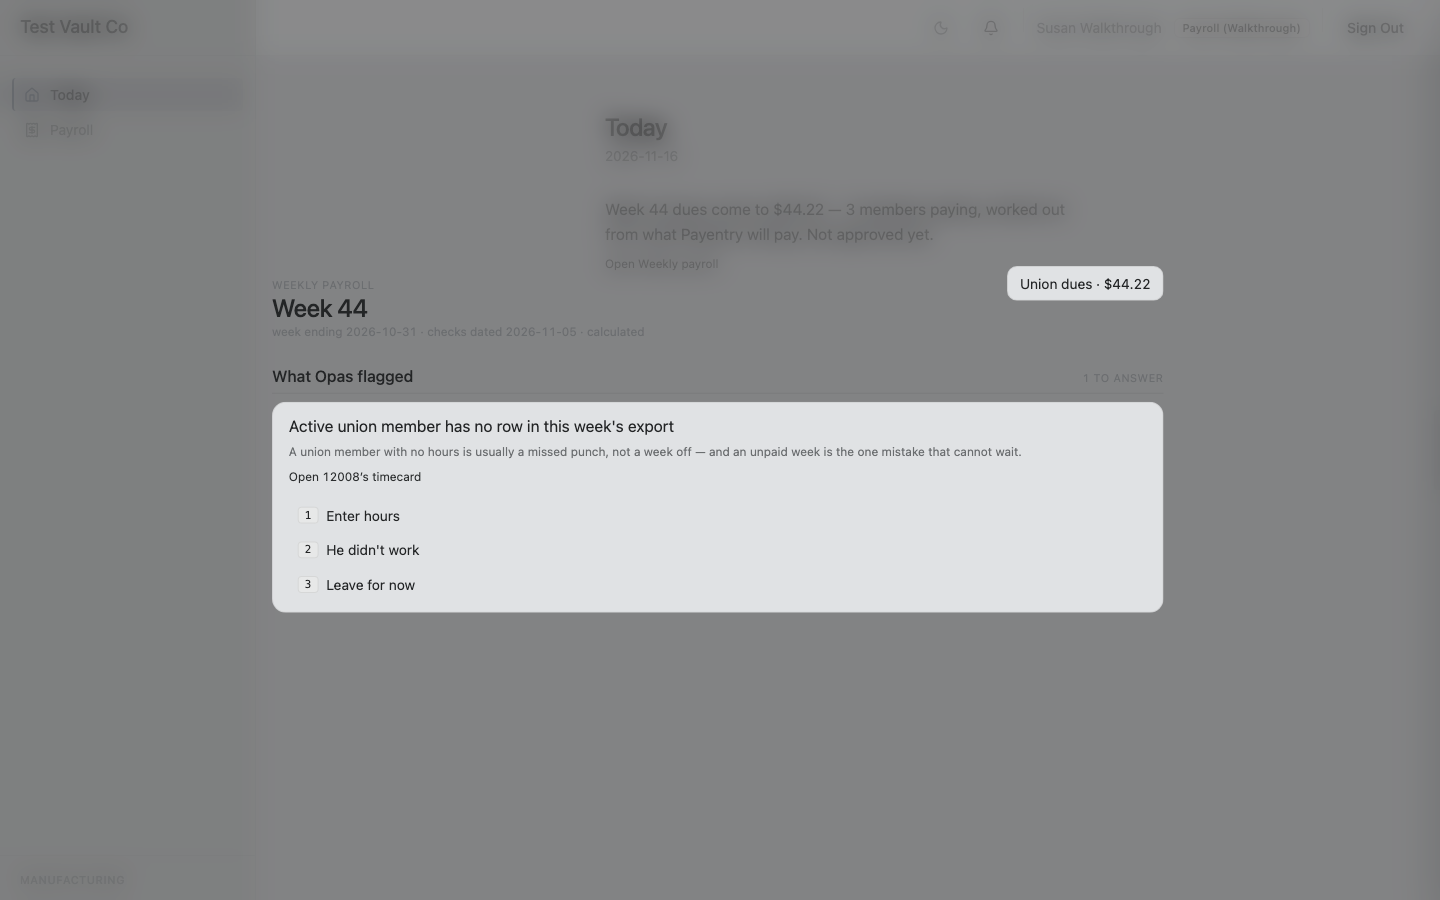 Test Vault Co
Susan Walkthrough
Payroll (Walkthrough)
Sign Out
Today
Payroll
Today
2026-11-16
Week 44 dues come to $44.22 — 3 members paying, worked out
from what Payentry will pay. Not approved yet.
Open Weekly payroll
WEEKLY PAYROLL
Week 44
week ending 2026-10-31 · checks dated 2026-11-05 · calculated
Union dues · $44.22
What Opas flagged
1 TO ANSWER
Active union member has no row in this week's export
A union member with no hours is usually a missed punch, not a week off — and an unpaid week is the one mistake that cannot wait.
Open 12008's timecard
1 Enter hours
2 He didn't work
3 Leave for now
MANUFACTURING